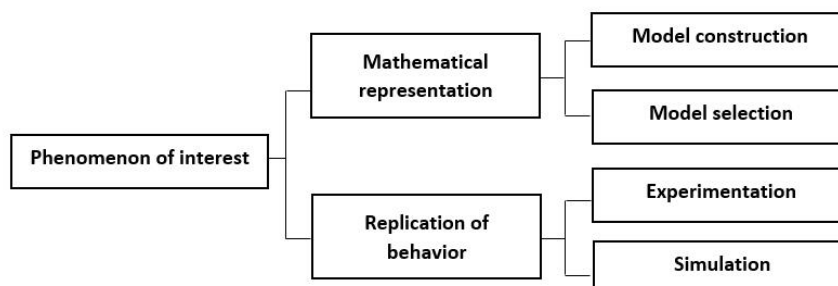 Model construction
Mathematical
representation
Model selection
Phenomenon of interest
Experimentation
Replication of
behavior
Simulation